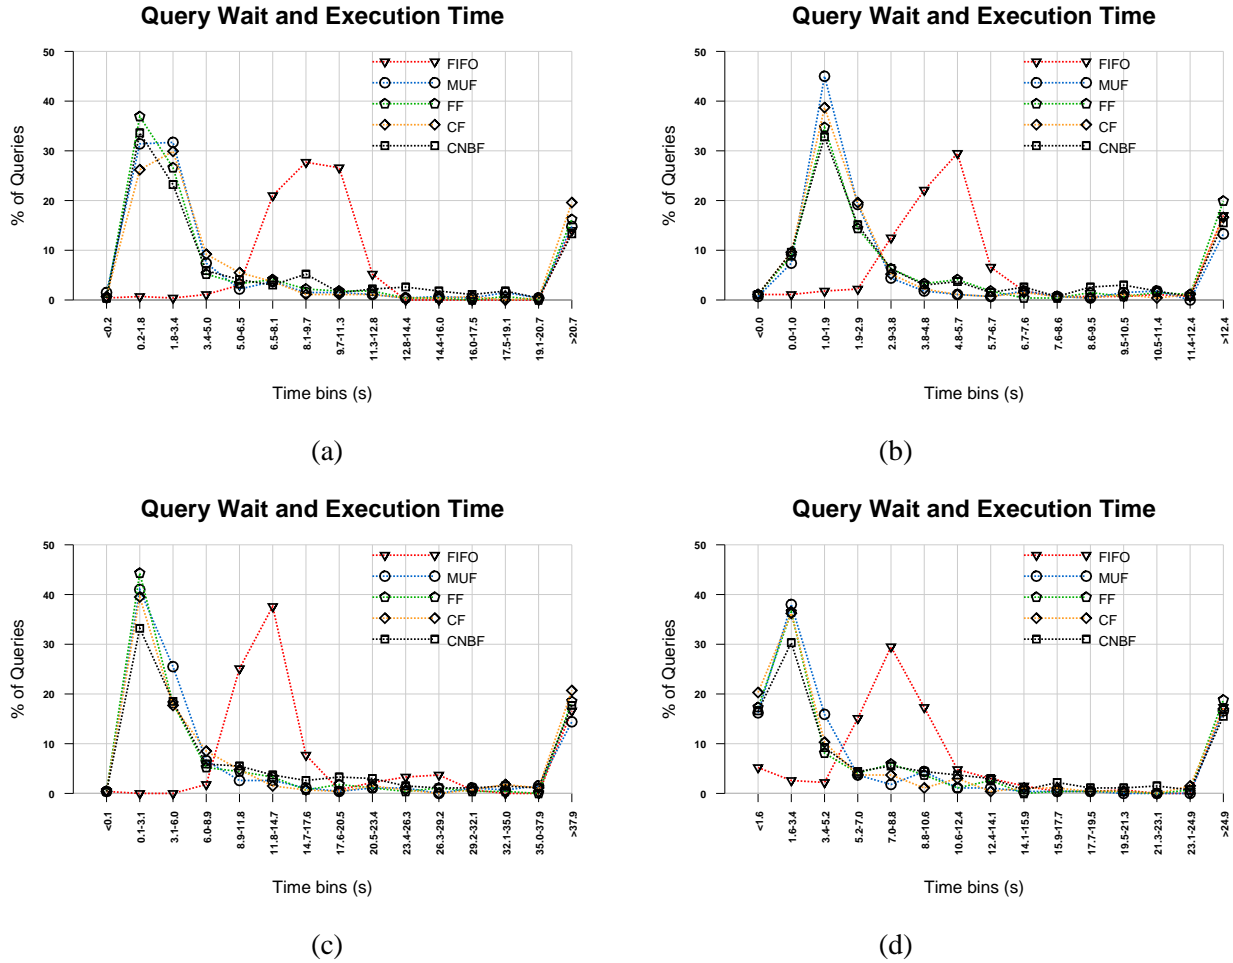 Query Wait and Execution Time
% of Queries
50
40
30
20
10
0
FIFO
MUF
FF
CF
CNBF
<0.2
0.2-1.8
1.8-3.4
3.4-5.0
5.0-6.5
6.5-8.1
8.1-9.7
9.7-11.3
11.3-12.8
12.8-14.4
14.4-16.0
16.0-17.5
17.5-19.1
19.1-20.7
>20.7
Time bins (s)
(a)
Query Wait and Execution Time
% of Queries
50
40
30
20
10
0
FIFO
MUF
FF
CF
CNBF
<0.0
0.0-1.0
1.0-1.9
1.9-2.9
2.9-3.8
3.8-4.8
4.8-5.7
5.7-6.7
6.7-7.6
7.6-8.6
8.6-9.5
9.5-10.5
10.5-11.4
11.4-12.4
>12.4
Time bins (s)
(b)
Query Wait and Execution Time
% of Queries
50
40
30
20
10
0
FIFO
MUF
FF
CF
CNBF
<0.1
0.1-3.1
3.1-6.0
6.0-8.9
8.9-11.8
11.8-14.7
14.7-17.6
17.6-20.5
20.5-23.4
23.4-26.3
26.3-29.2
29.2-32.1
32.1-35.0
35.0-37.9
>37.9
Time bins (s)
(c)
Query Wait and Execution Time
% of Queries
50
40
30
20
10
0
FIFO
MUF
FF
CF
CNBF
<1.6
1.6-3.4
3.4-5.2
5.2-7.0
7.0-8.8
8.8-10.6
10.6-12.4
12.4-14.1
14.1-15.9
15.9-17.7
17.7-19.5
19.5-21.3
21.3-23.1
23.1-24.9
>24.9
Time bins (s)
(d)